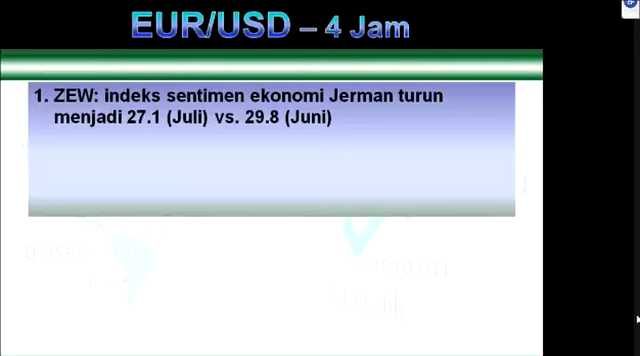 EUR/USD – 4 Jam
1. ZEW: indeks sentimen ekonomi Jerman turun
menjadi 27.1 (Juli) vs. 29.8 (Juni)